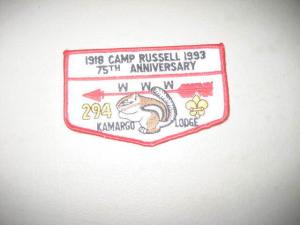 1918 CAMP RUSSELL 1993
75TH ANNIVERSARY
W W W
294
KAMARGO LODGE